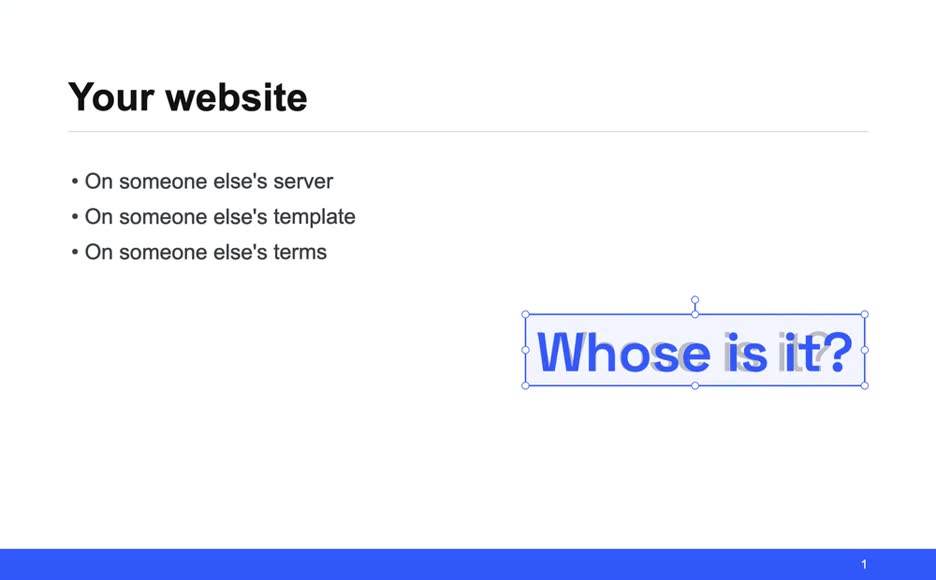 Your website
• On someone else's server
• On someone else's template
• On someone else's terms
Whose is it?
1